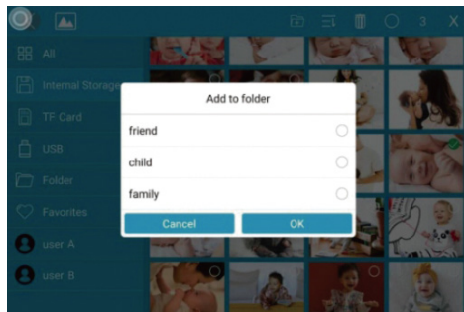 3 X
All
Internal Storage
TF Card
USB
Folder
Favorites
user A
user B
Add to folder
friend
child
family
Cancel OK